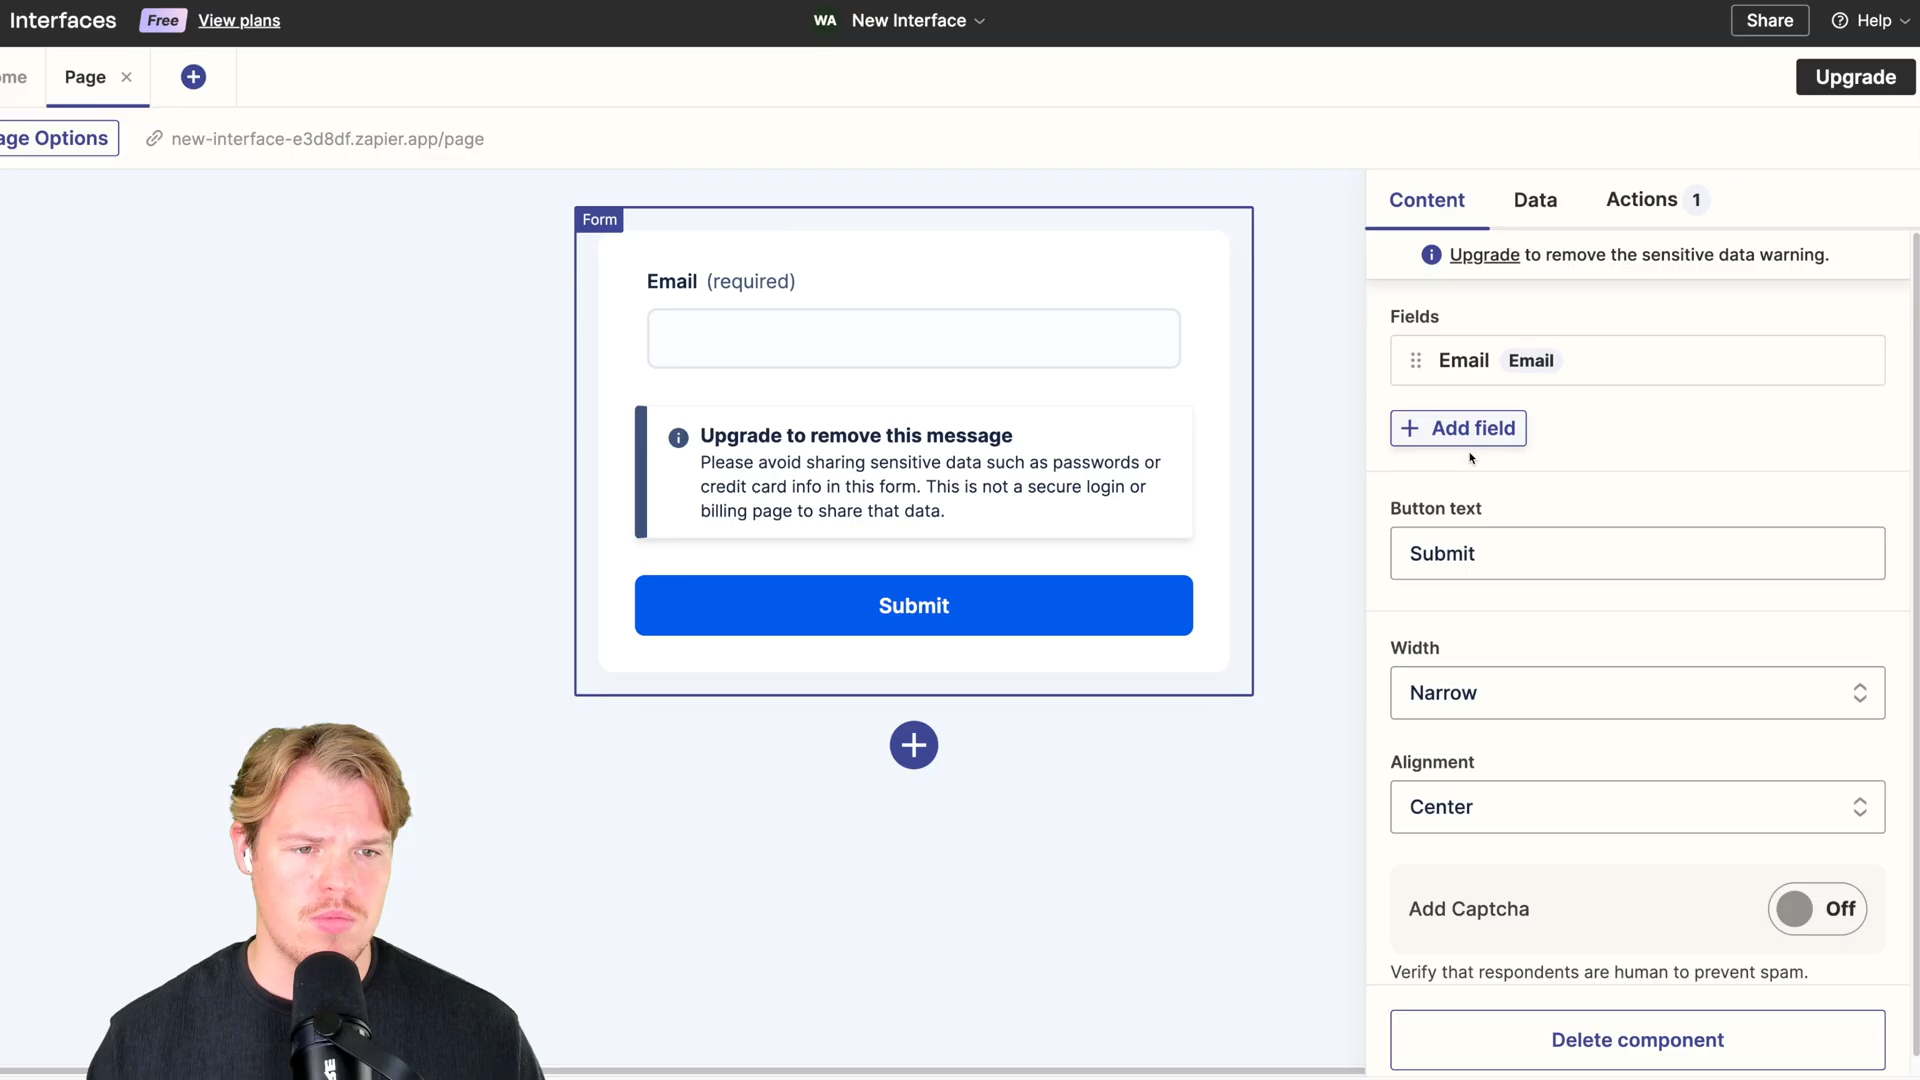 Interfaces Free View plans WA New Interface Share Help
ome Page Upgrade
age Options new-interface-e3d8df.zapier.app/page
Form
Email (required)
Upgrade to remove this message
Please avoid sharing sensitive data such as passwords or
credit card info in this form. This is not a secure login or
billing page to share that data.
Submit
Content Data Actions 1
Upgrade to remove the sensitive data warning.
Fields
Email Email
Add field
Button text
Submit
Width
Narrow
Alignment
Center
Add Captcha Off
Verify that respondents are human to prevent spam.
Delete component